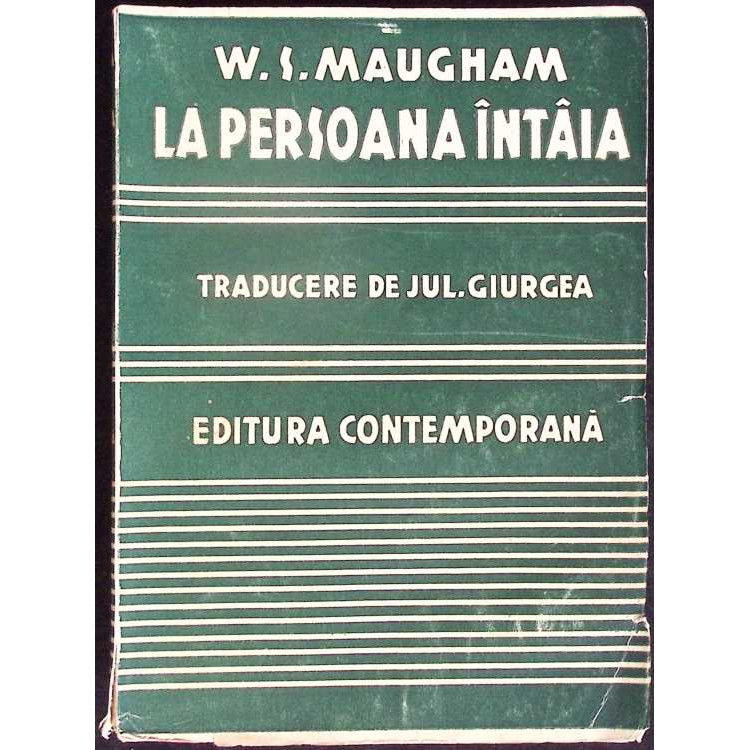 W. S. MAUGHAM
LA PERSOANA ÎNTÂIA
TRADUCERE DE JUL. GIURGEA
EDITURA CONTEMPORANĂ